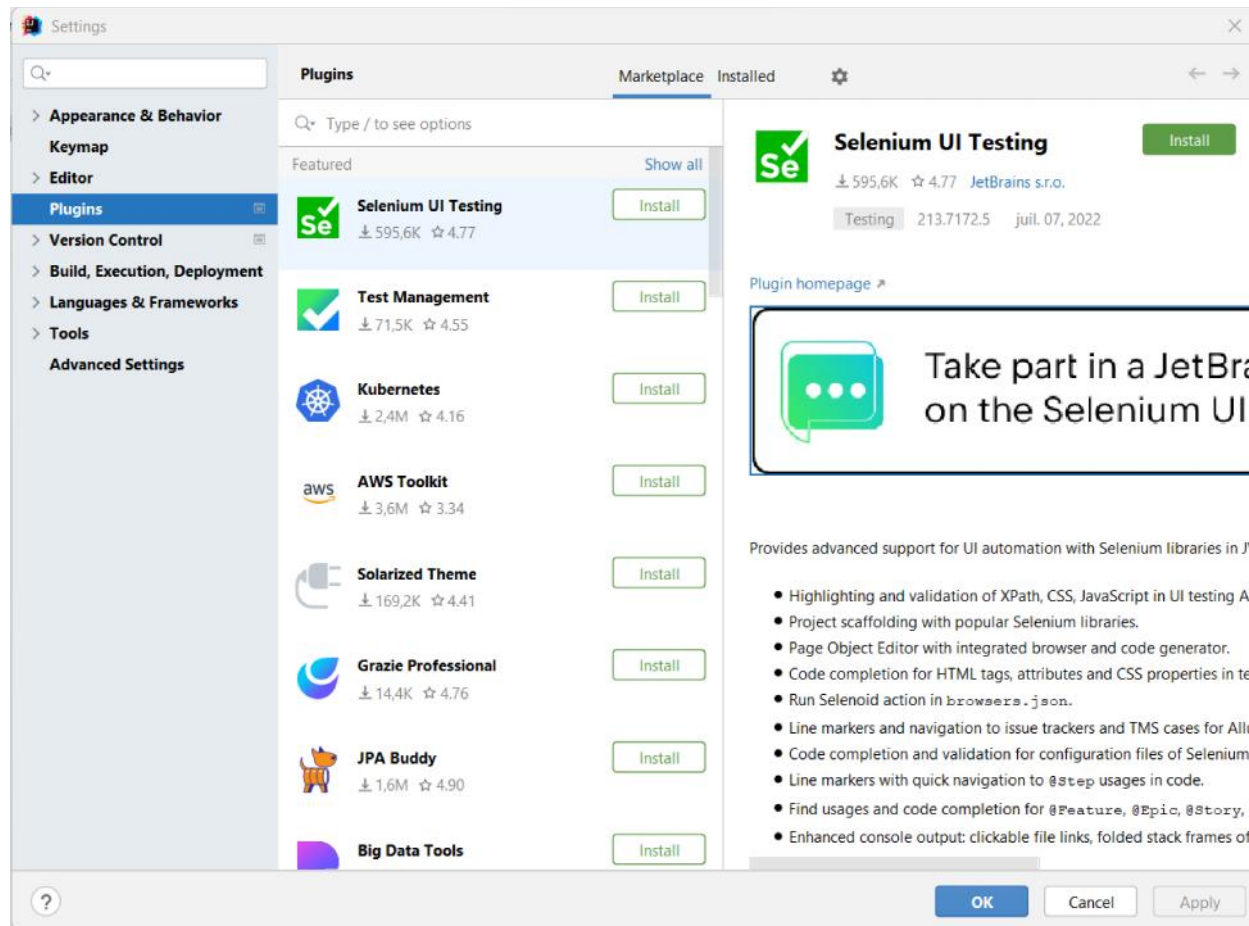 Settings
Appearance & Behavior
Keymap
Editor
Plugins
Version Control
Build, Execution, Deployment
Languages & Frameworks
Tools
Advanced Settings
Plugins
Marketplace Installed
Type / to see options
Featured Show all
Se
Selenium UI Testing Install
595,6K 4.77
Test Management Install
71,5K 4.55
Kubernetes Install
2,4M 4.16
aws
AWS Toolkit Install
3,6M 3.34
Solarized Theme Install
169,2K 4.41
Grazie Professional Install
14,4K 4.76
JPA Buddy Install
1,6M 4.90
Big Data Tools Install
Se
Selenium UI Testing Install
595,6K 4.77 JetBrains s.r.o.
Testing 213.7172.5 juil. 07, 2022
Plugin homepage
Take part in a JetBra
on the Selenium UI
Provides advanced support for UI automation with Selenium libraries in
Highlighting and validation of XPath, CSS, JavaScript in UI testing A
Project scaffolding with popular Selenium libraries.
Page Object Editor with integrated browser and code generator.
Code completion for HTML tags, attributes and CSS properties in te
Run Selenoid action in browsers.json.
Line markers and navigation to issue trackers and TMS cases for Allu
Code completion and validation for configuration files of Selenium
Line markers with quick navigation to @Step usages in code.
Find usages and code completion for @Feature, @Epic, @Story,
Enhanced console output: clickable file links, folded stack frames of
? OK Cancel Apply